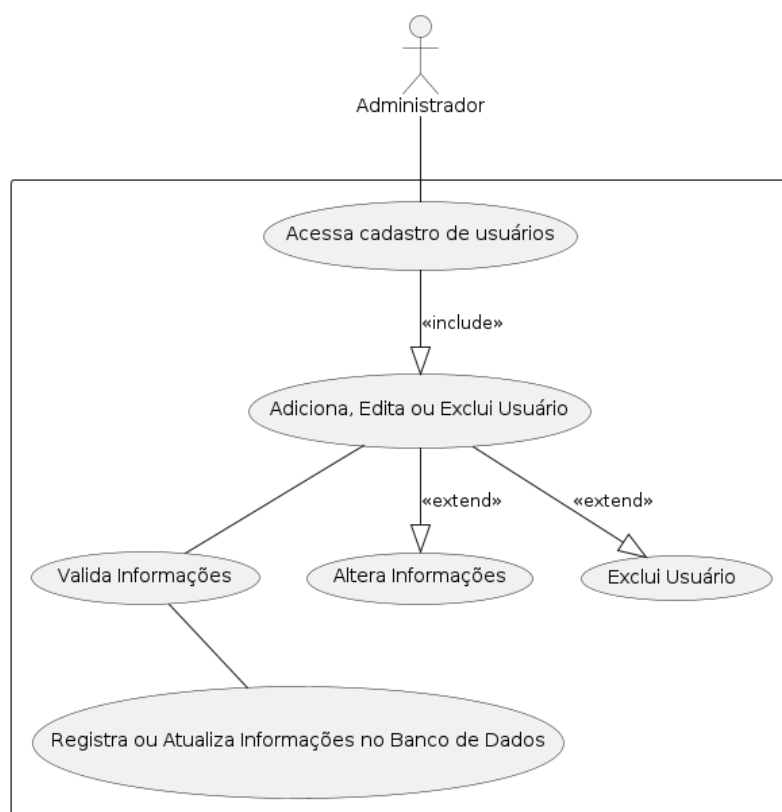 Administrador
Acessa cadastro de usuários
«include»
Adiciona, Edita ou Exclui Usuário
«extend»
«extend»
Valida Informações
Altera Informações
Exclui Usuário
Registra ou Atualiza Informações no Banco de Dados